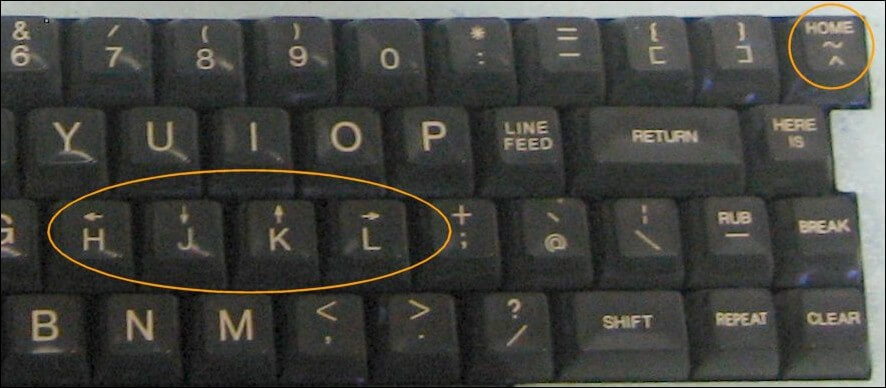 & / ( ) * = { } HOME
6 7 8 9 0 : − [ ] ~
^
Y U I O P LINE FEED RETURN HERE IS
← ↓ ↑ → + ` ¦ RUB BREAK
G H J K L ; @ \ —
B N M < , > . ? / SHIFT REPEAT CLEAR